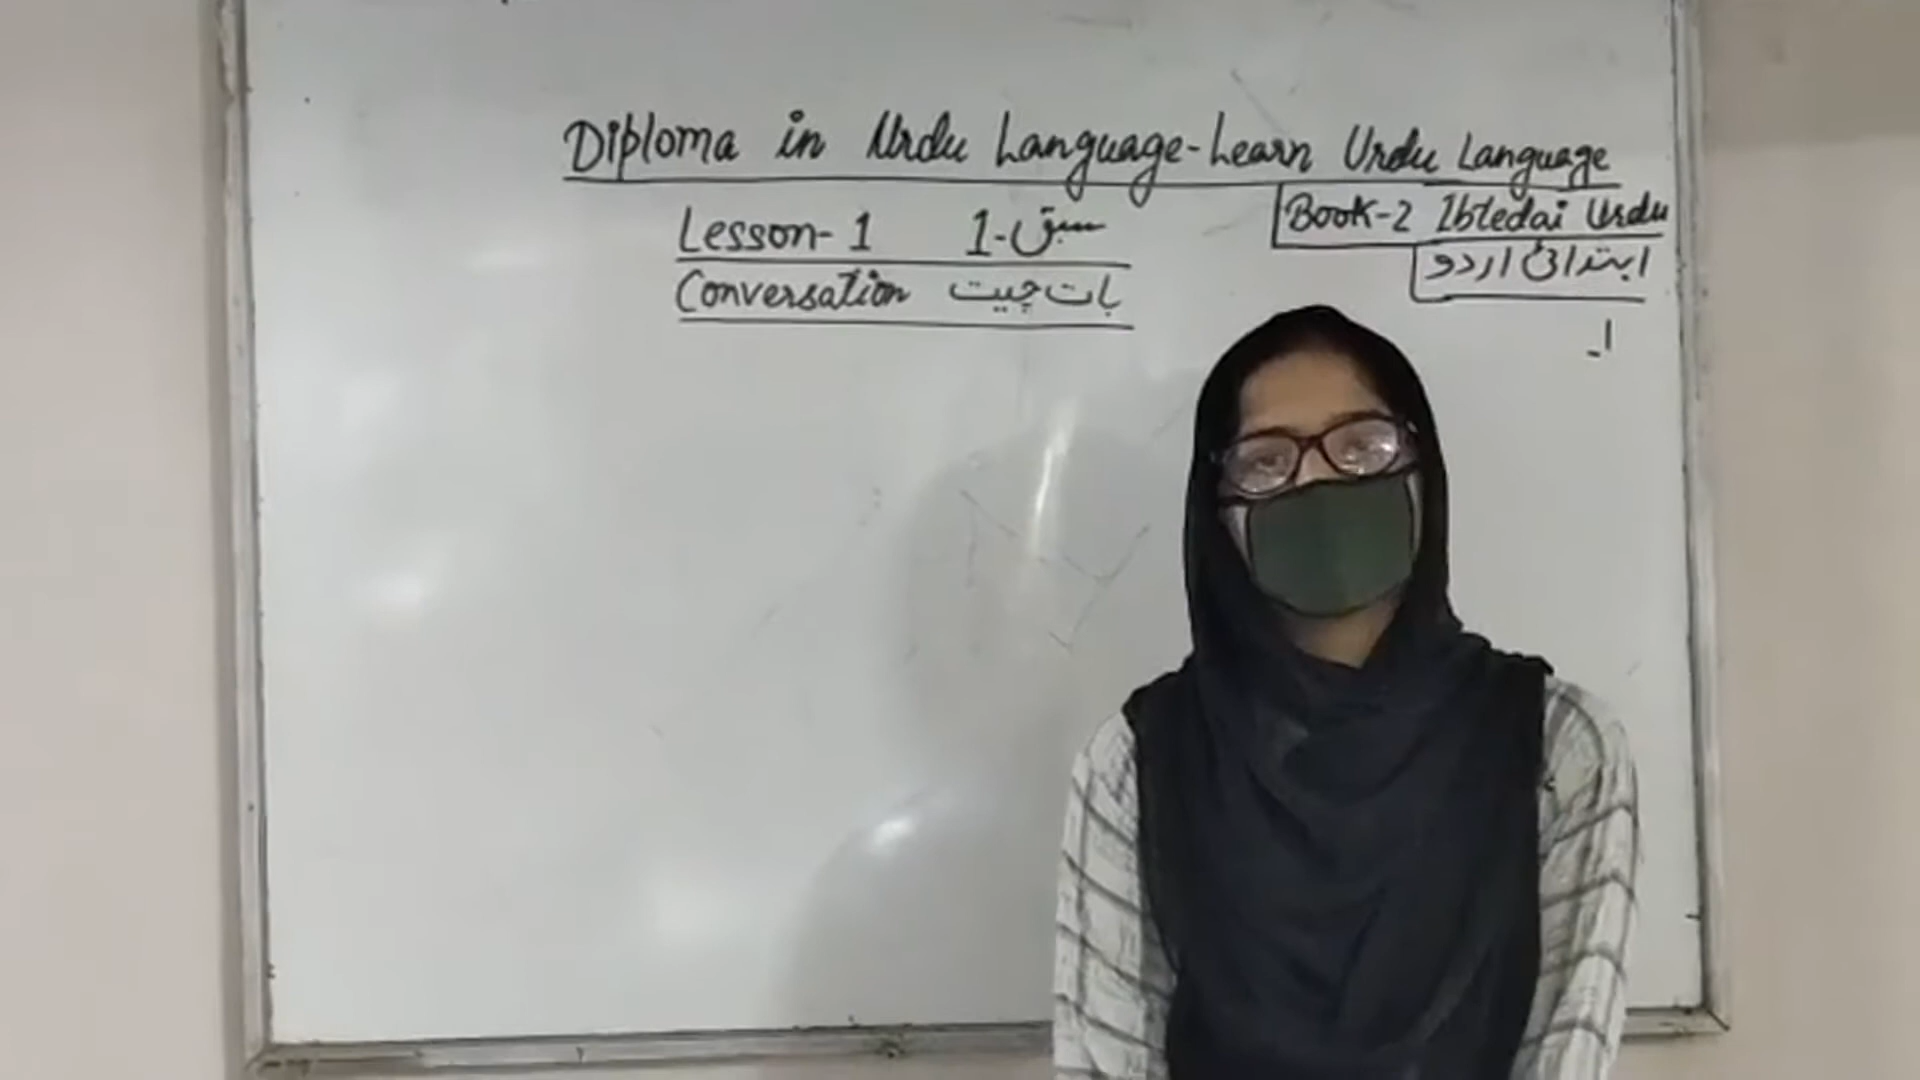 Diploma in Urdu Language-Learn Urdu Language
Lesson-1 سبق-1
Book-2 Ibtedai Urdu
ابتدائی اردو
Conversation بات چیت
۱-